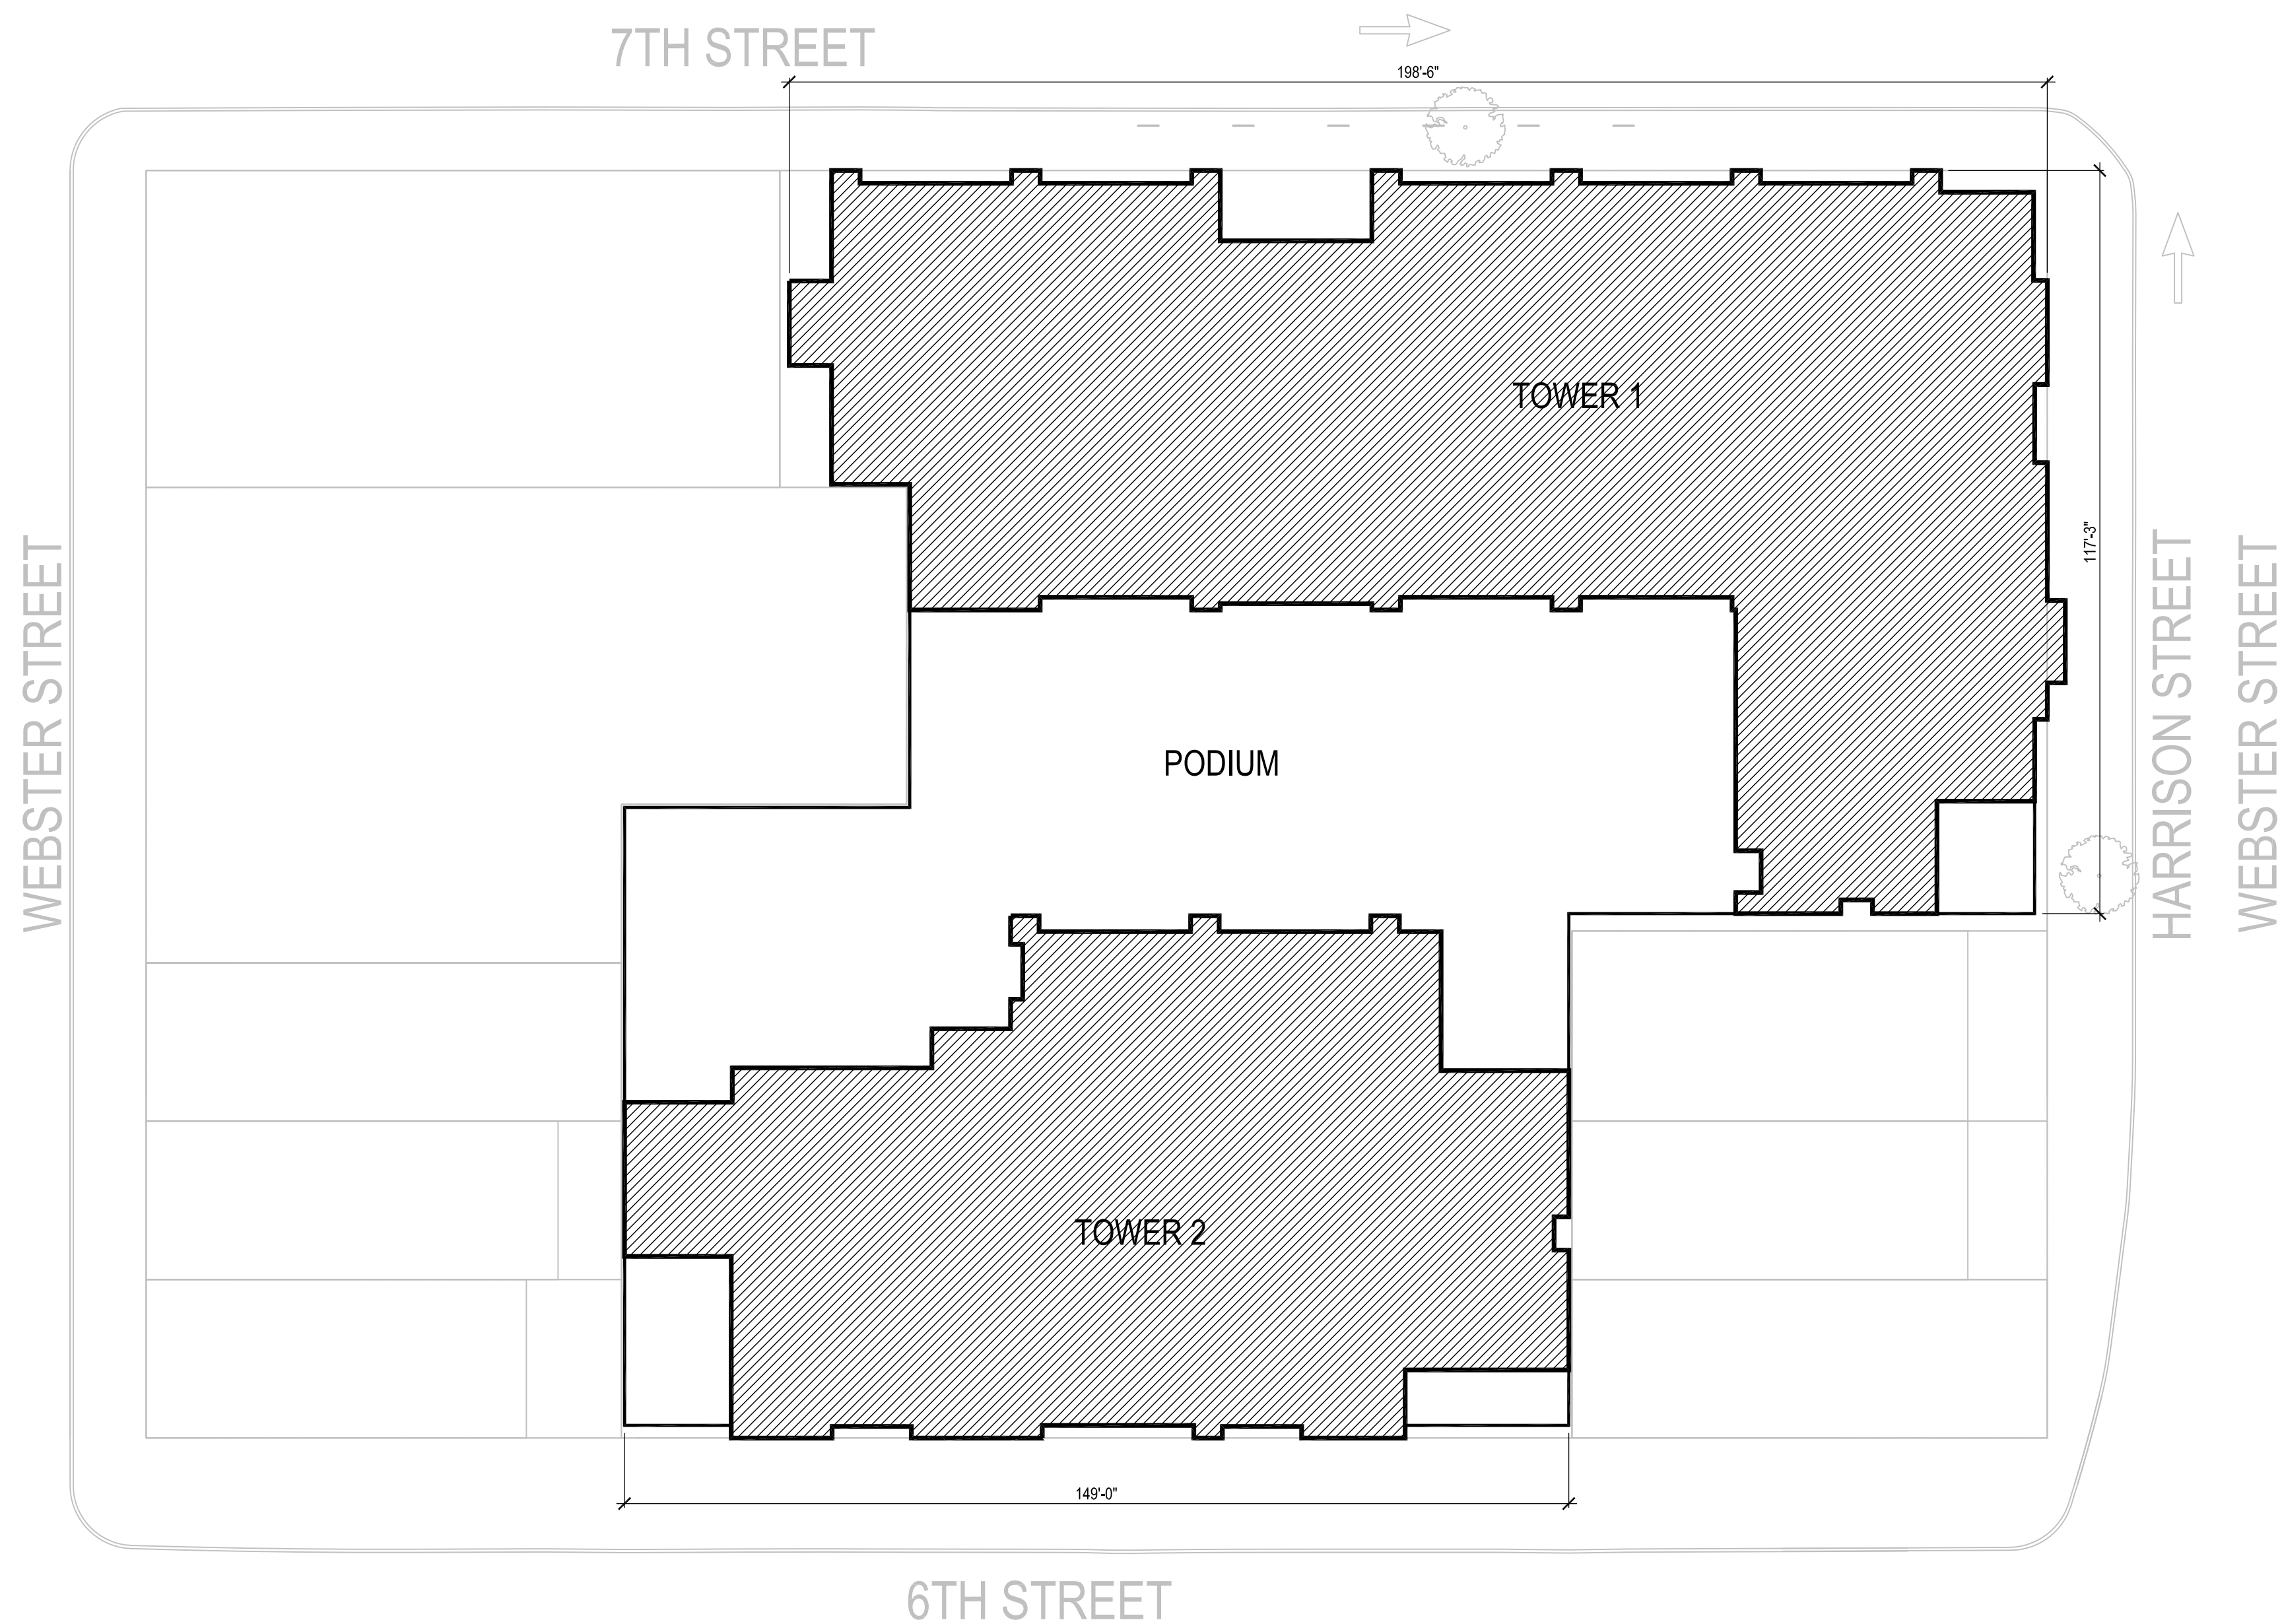 7TH STREET
198'-6"
TOWER 1
117'-3"
WEBSTER STREET
HARRISON STREET
WEBSTER STREET
PODIUM
TOWER 2
149'-0"
6TH STREET